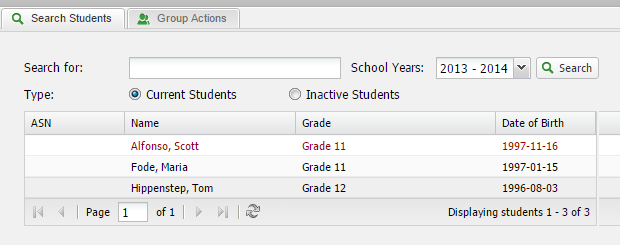 Search Students Group Actions
Search for: School Years: 2013 - 2014 Search
Type: Current Students Inactive Students
ASN Name Grade Date of Birth
Alfonso, Scott Grade 11 1997-11-16
Fode, Maria Grade 11 1997-01-15
Hippenstep, Tom Grade 12 1996-08-03
Page 1 of 1 Displaying students 1 - 3 of 3